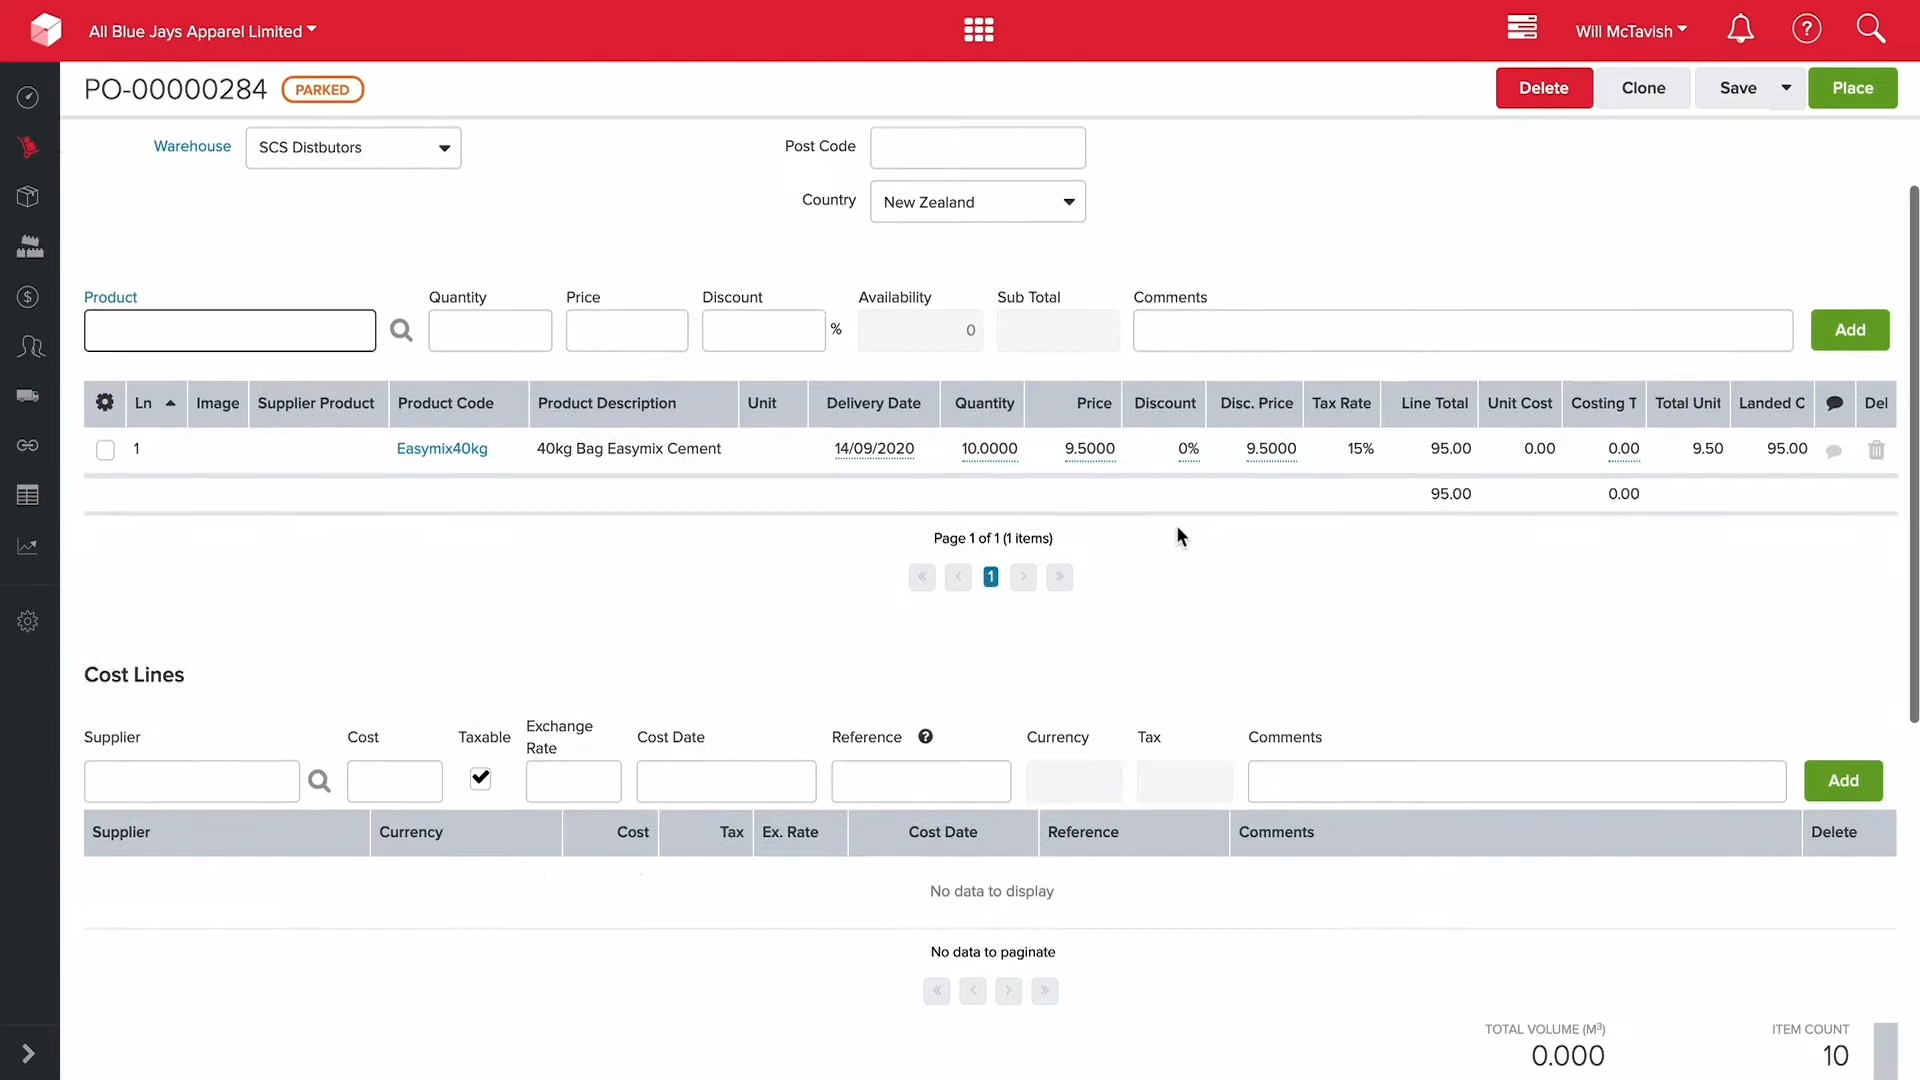 All Blue Jays Apparel Limited
Will McTavish
?
PO-00000284 PARKED
Delete Clone Save Place
Warehouse SCS Distbutors
Post Code
Country New Zealand
Product Quantity Price Discount Availability Sub Total Comments
% 0 Add
Ln Image Supplier Product Product Code Product Description Unit Delivery Date Quantity Price Discount Disc. Price Tax Rate Line Total Unit Cost Costing T Total Unit Landed C Del
1 Easymix40kg 40kg Bag Easymix Cement 14/09/2020 10.0000 9.5000 0% 9.5000 15% 95.00 0.00 0.00 9.50 95.00
95.00 0.00
Page 1 of 1 (1 items)
« ‹ 1 › »
Cost Lines
Supplier Cost Taxable Exchange Rate Cost Date Reference ? Currency Tax Comments
Add
Supplier Currency Cost Tax Ex. Rate Cost Date Reference Comments Delete
No data to display
No data to paginate
« ‹ › »
TOTAL VOLUME (M³) ITEM COUNT
0.000 10